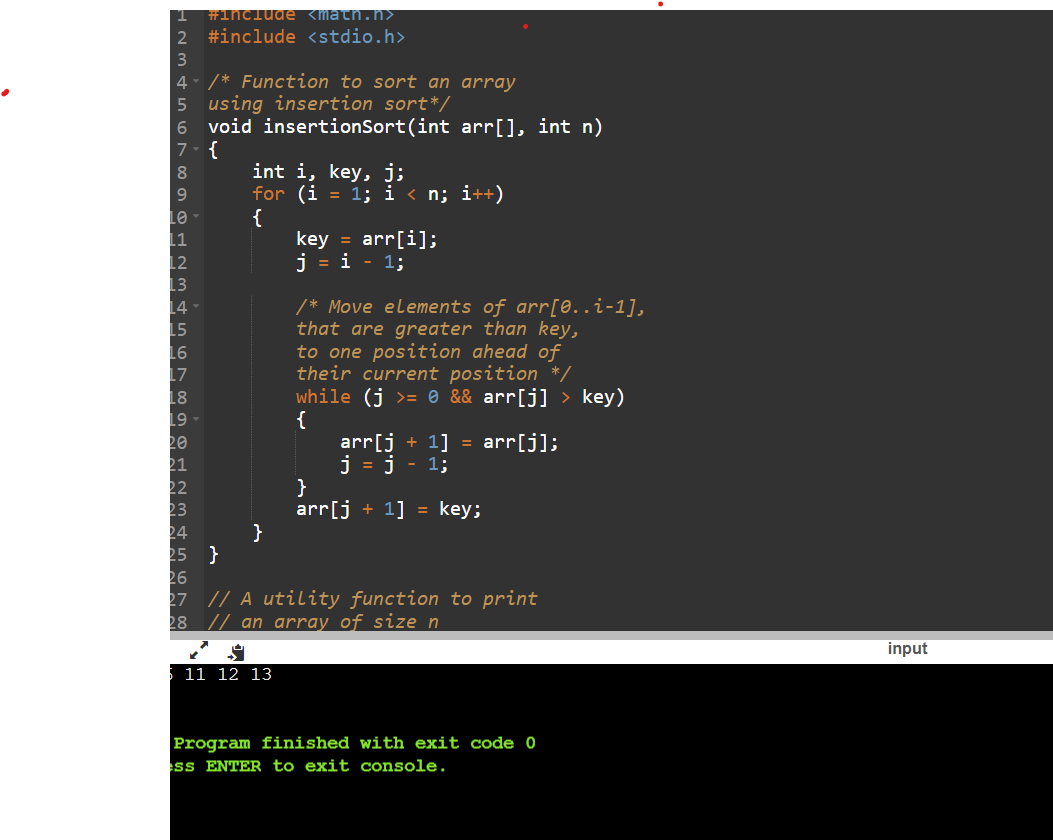 1 #include <math.h>
2 #include <stdio.h>
3
4 /* Function to sort an array
5 using insertion sort*/
6 void insertionSort(int arr[], int n)
7 {
8 int i, key, j;
9 for (i = 1; i < n; i++)
10 {
11 key = arr[i];
12 j = i - 1;
13
14 /* Move elements of arr[0..i-1],
15 that are greater than key,
16 to one position ahead of
17 their current position */
18 while (j >= 0 && arr[j] > key)
19 {
20 arr[j + 1] = arr[j];
21 j = j - 1;
22 }
23 arr[j + 1] = key;
24 }
25 }
26
27 // A utility function to print
28 // an array of size n
input
11 12 13
Program finished with exit code 0
ess ENTER to exit console.